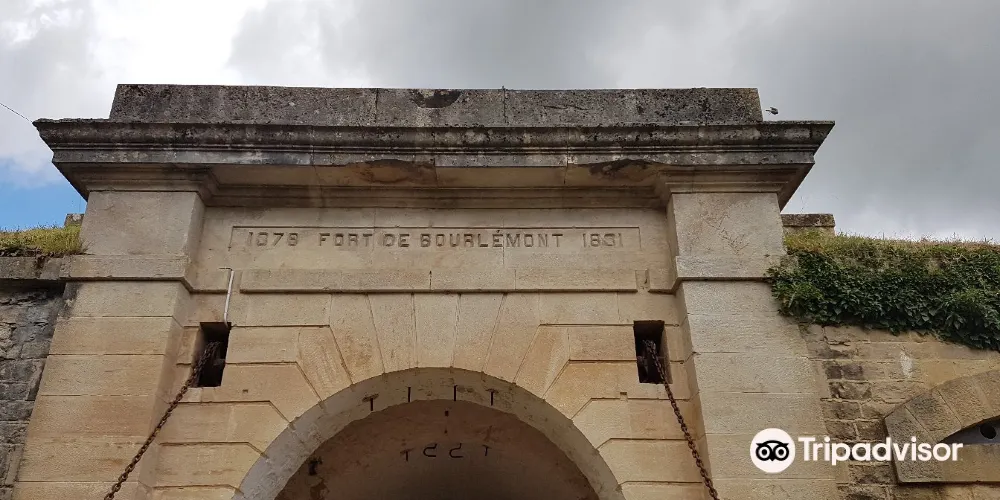 1878 FORT DE BOURLÉMONT 1881
Tripadvisor